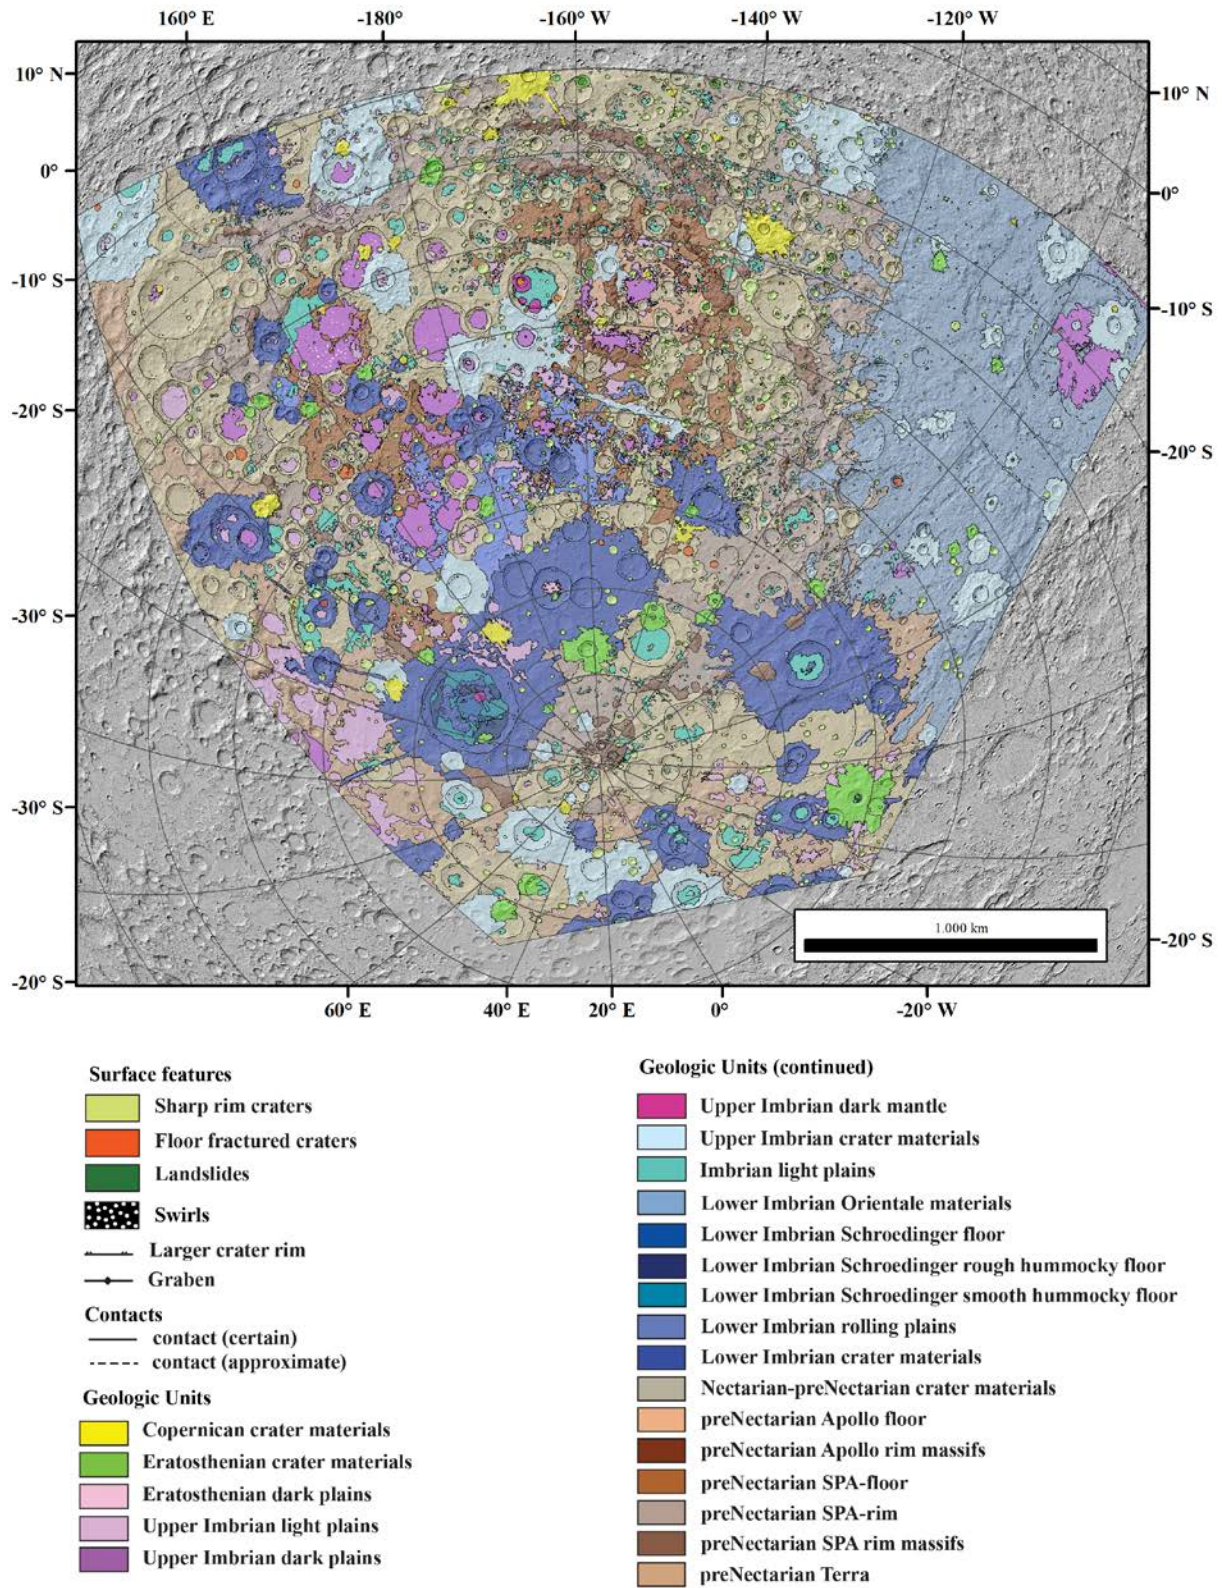 160° E
-180°
-160° W
-140° W
-120° W
10° N
10° N
0°
0°
-10° S
-10° S
-20° S
-20° S
-30° S
-30° S
1.000 km
-20° S
-20° S
60° E
40° E
20° E
0°
-20° W
Surface features
Sharp rim craters
Floor fractured craters
Landslides
Swirls
Larger crater rim
Graben
Contacts
contact (certain)
contact (approximate)
Geologic Units
Copernican crater materials
Eratosthenian crater materials
Eratosthenian dark plains
Upper Imbrian light plains
Upper Imbrian dark plains
Geologic Units (continued)
Upper Imbrian dark mantle
Upper Imbrian crater materials
Imbrian light plains
Lower Imbrian Orientale materials
Lower Imbrian Schroedinger floor
Lower Imbrian Schroedinger rough hummocky floor
Lower Imbrian Schroedinger smooth hummocky floor
Lower Imbrian rolling plains
Lower Imbrian crater materials
Nectarian-preNectarian crater materials
preNectarian Apollo floor
preNectarian Apollo rim massifs
preNectarian SPA-floor
preNectarian SPA-rim
preNectarian SPA rim massifs
preNectarian Terra